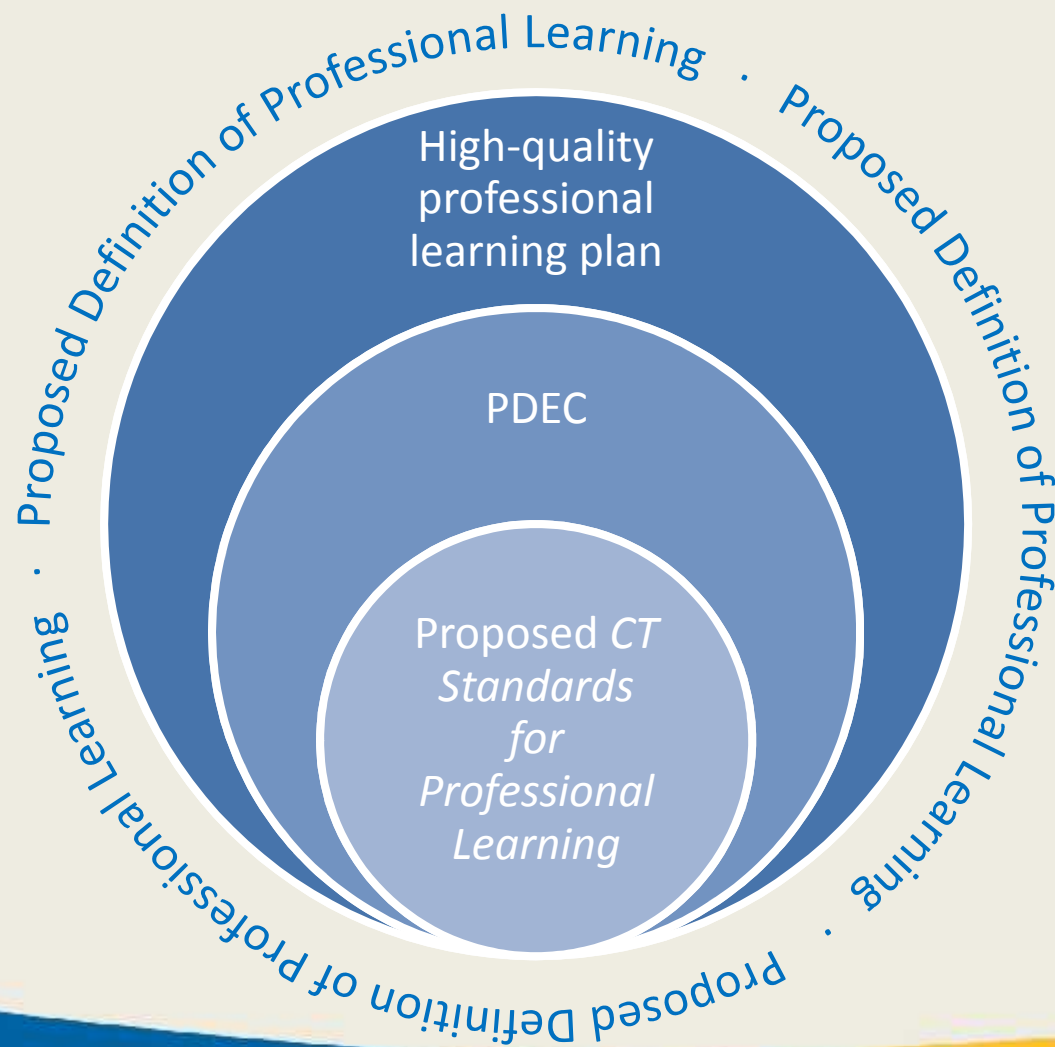 Proposed Definition of Professional Learning · Proposed Definition of Professional Learning · Proposed Definition of Professional Learning ·
High-quality
professional
learning plan
PDEC
Proposed CT
Standards
for
Professional
Learning